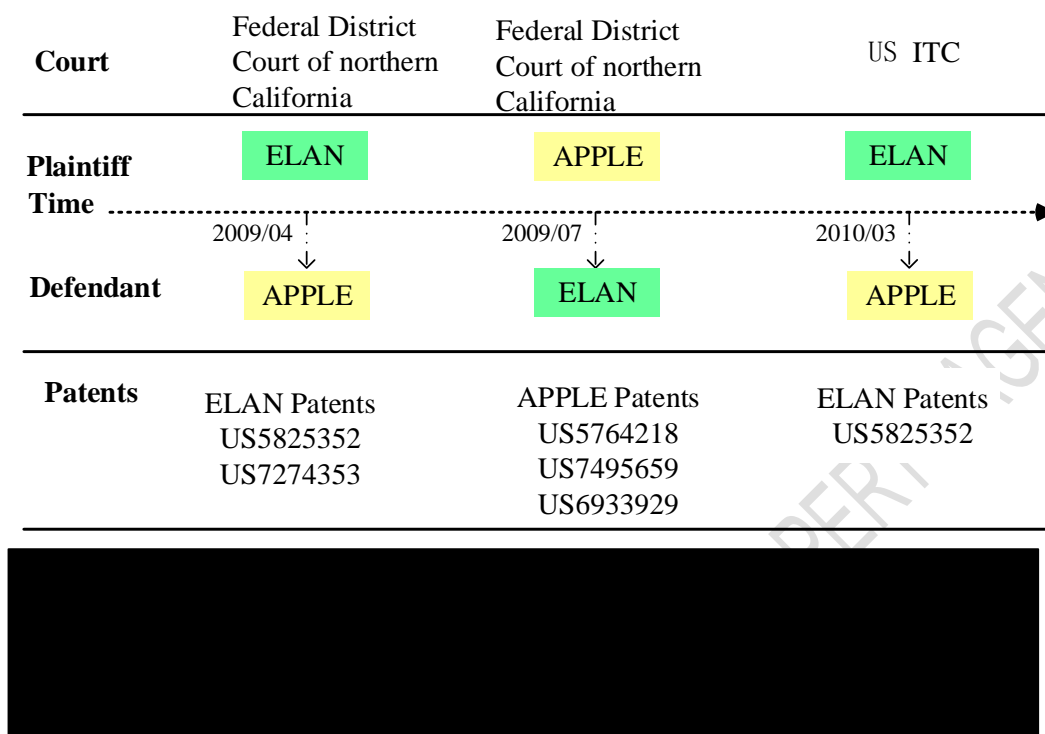 Court
Federal District
Court of northern
California
Federal District
Court of northern
California
US ITC
Plaintiff
ELAN
APPLE
ELAN
Time
2009/04
2009/07
2010/03
Defendant
APPLE
ELAN
APPLE
Patents
ELAN Patents
US5825352
US7274353
APPLE Patents
US5764218
US7495659
US6933929
ELAN Patents
US5825352